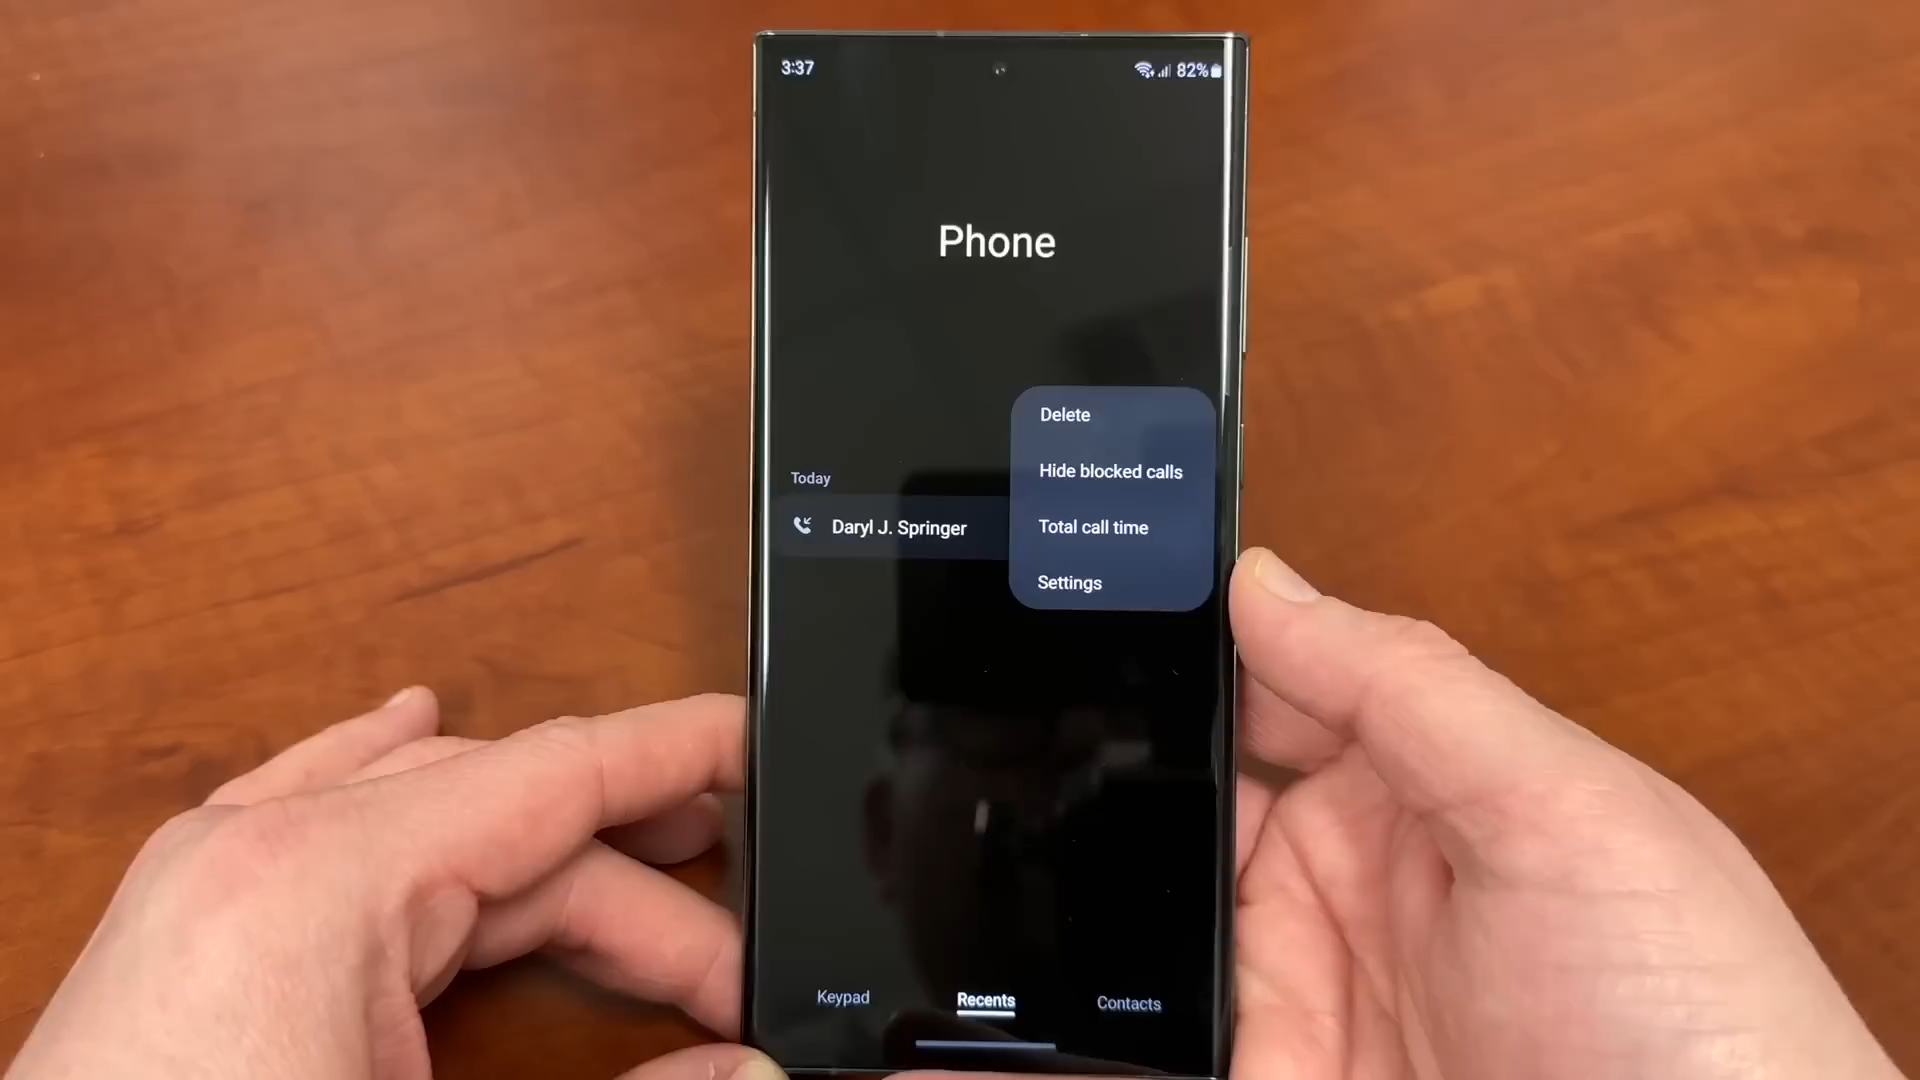 3:37
82%
Phone
Delete
Hide blocked calls
Today
Daryl J. Springer
Total call time
Settings
Keypad
Recents
Contacts